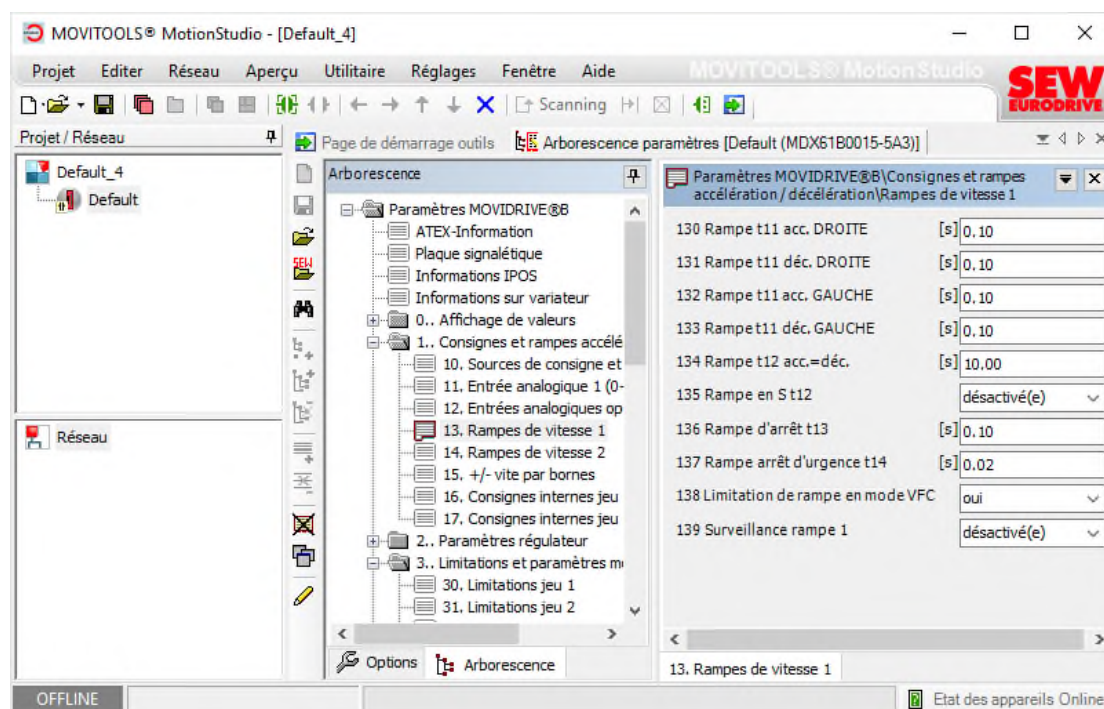 MOVITOOLS® MotionStudio - [Default_4]
Projet Editer Réseau Aperçu Utilitaire Réglages Fenêtre Aide
MOVITOOLS® MotionStudio
SEW
EURODRIVE
Scanning
Projet / Réseau
Default_4
Default
Réseau
Page de démarrage outils
Arborescence paramètres [Default (MDX61B0015-5A3)]
SEW
Arborescence
Paramètres MOVIDRIVE®B
ATEX-Information
Plaque signalétique
Informations IPOS
Informations sur variateur
0.. Affichage de valeurs
1.. Consignes et rampes accélé
10. Sources de consigne et
11. Entrée analogique 1 (0-
12. Entrées analogiques op
13. Rampes de vitesse 1
14. Rampes de vitesse 2
15. +/- vite par bornes
16. Consignes internes jeu
17. Consignes internes jeu
2.. Paramètres régulateur
3.. Limitations et paramètres m
30. Limitations jeu 1
31. Limitations jeu 2
Options Arborescence
Paramètres MOVIDRIVE®B\Consignes et rampes
accélération / décélération\Rampes de vitesse 1
130 Rampe t11 acc. DROITE [s] 0.10
131 Rampe t11 déc. DROITE [s] 0.10
132 Rampe t11 acc. GAUCHE [s] 0.10
133 Rampe t11 déc. GAUCHE [s] 0.10
134 Rampe t12 acc.=déc. [s] 10.00
135 Rampe en S t12 désactivé(e)
136 Rampe d'arrêt t13 [s] 0.10
137 Rampe arrêt d'urgence t14 [s] 0.02
138 Limitation de rampe en mode VFC oui
139 Surveillance rampe 1 désactivé(e)
13. Rampes de vitesse 1
OFFLINE
Etat des appareils Online